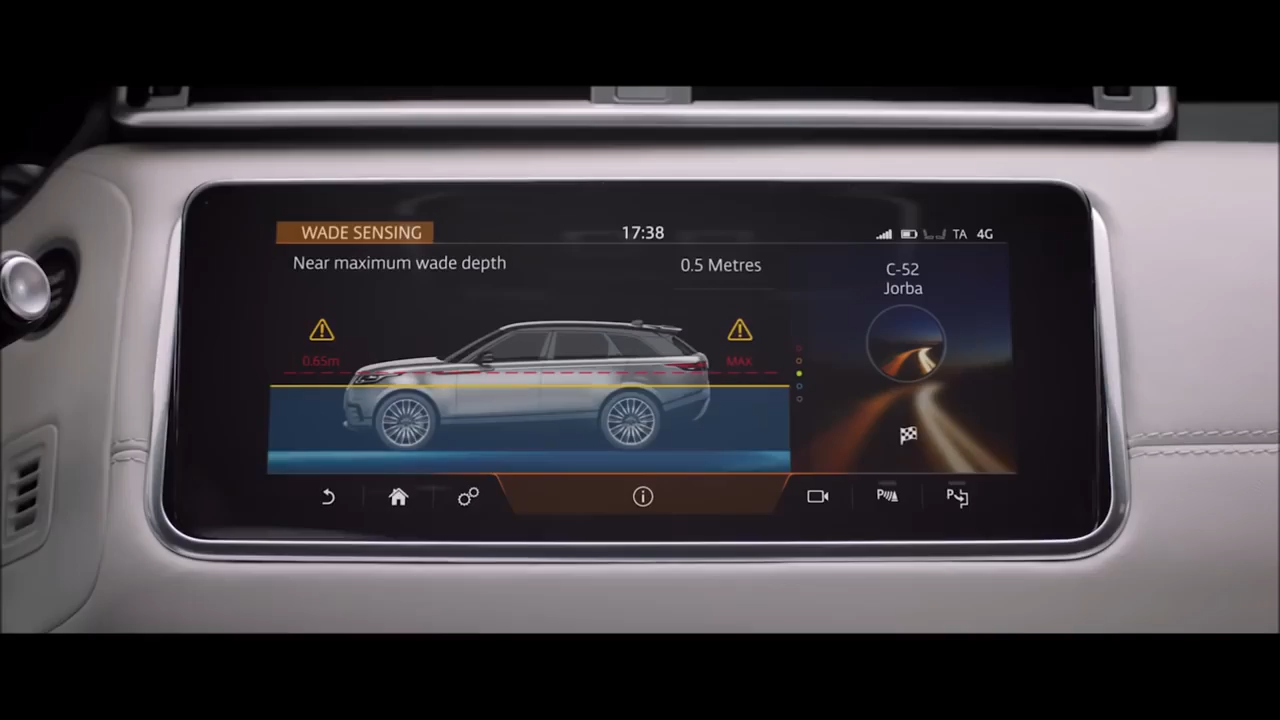 WADE SENSING
17:38
TA 4G
Near maximum wade depth
0.5 Metres
C-52
Jorba
0.65m
MAX
P
P